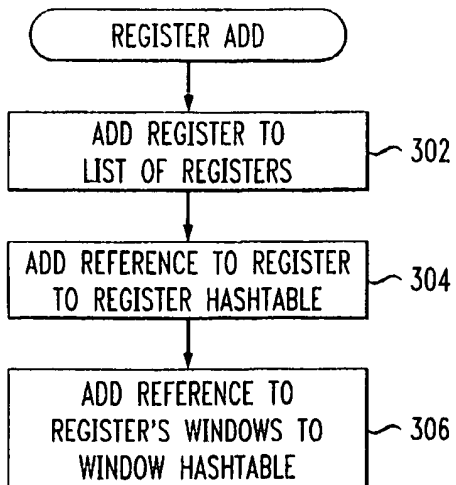 REGISTER ADD
ADD REGISTER TO
LIST OF REGISTERS
302
ADD REFERENCE TO REGISTER
TO REGISTER HASHTABLE
304
ADD REFERENCE TO
REGISTER'S WINDOWS TO
WINDOW HASHTABLE
306